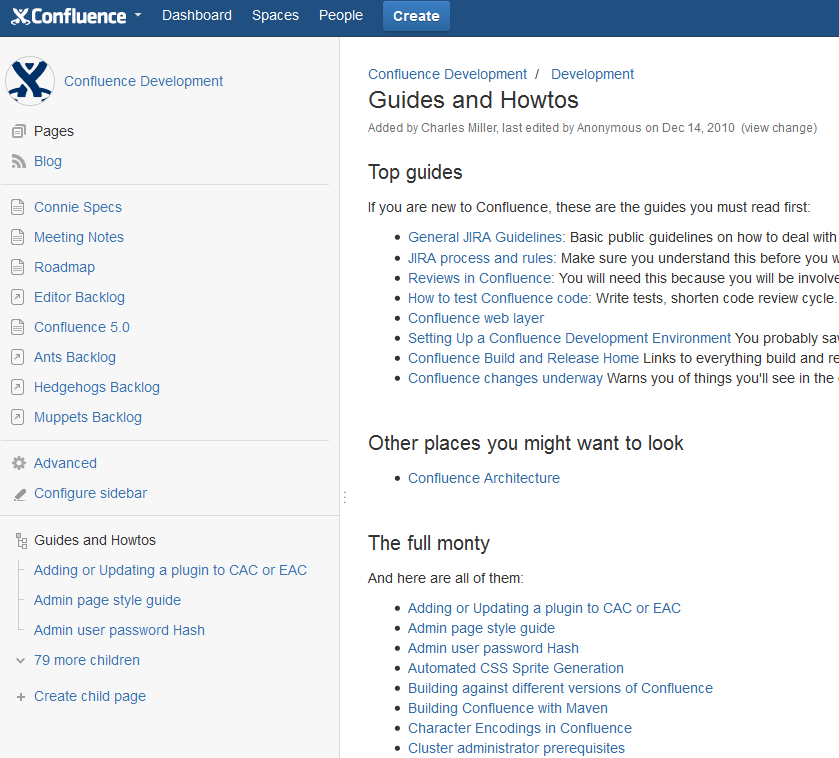 Confluence
Dashboard Spaces People Create
Confluence Development
Pages
Blog
Connie Specs
Meeting Notes
Roadmap
Editor Backlog
Confluence 5.0
Ants Backlog
Hedgehogs Backlog
Muppets Backlog
Advanced
Configure sidebar
Guides and Howtos
Adding or Updating a plugin to CAC or EAC
Admin page style guide
Admin user password Hash
79 more children
Create child page
Confluence Development / Development
Guides and Howtos
Added by Charles Miller, last edited by Anonymous on Dec 14, 2010 (view change)
Top guides
If you are new to Confluence, these are the guides you must read first:
General JIRA Guidelines: Basic public guidelines on how to deal with
JIRA process and rules: Make sure you understand this before you w
Reviews in Confluence: You will need this because you will be involve
How to test Confluence code: Write tests, shorten code review cycle.
Confluence web layer
Setting Up a Confluence Development Environment You probably sav
Confluence Build and Release Home Links to everything build and re
Confluence changes underway Warns you of things you'll see in the
Other places you might want to look
Confluence Architecture
The full monty
And here are all of them:
Adding or Updating a plugin to CAC or EAC
Admin page style guide
Admin user password Hash
Automated CSS Sprite Generation
Building against different versions of Confluence
Building Confluence with Maven
Character Encodings in Confluence
Cluster administrator prerequisites